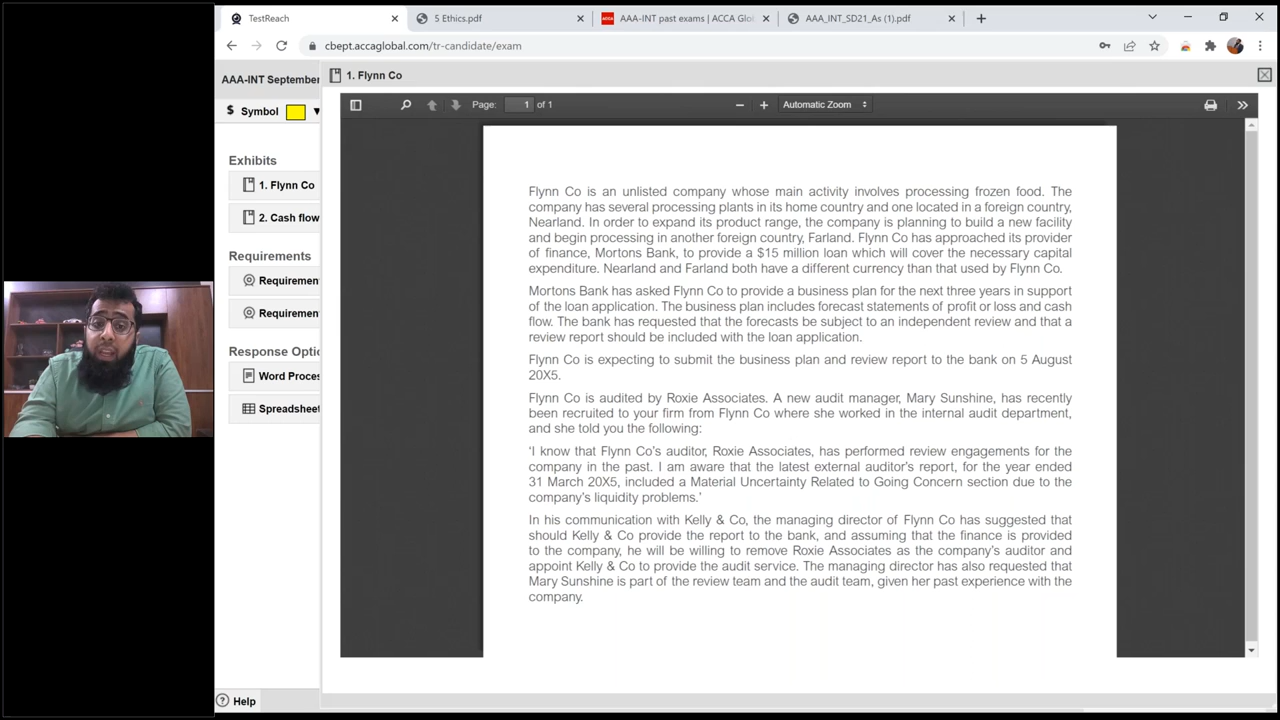 TestReach
5 Ethics.pdf
AAA-INT past exams | ACCA Glo
AAA_INT_SD21_As (1).pdf
cbept.accaglobal.com/tr-candidate/exam
AAA-INT September
1. Flynn Co
$ Symbol
Page: 1 of 1
Automatic Zoom
Exhibits
1. Flynn Co
2. Cash flow
Requirements
Requiremen
Requiremen
Response Optio
Word Proces
Spreadsheet
Help
Flynn Co is an unlisted company whose main activity involves processing frozen food. The
company has several processing plants in its home country and one located in a foreign country,
Nearland. In order to expand its product range, the company is planning to build a new facility
and begin processing in another foreign country, Farland. Flynn Co has approached its provider
of finance, Mortons Bank, to provide a $15 million loan which will cover the necessary capital
expenditure. Nearland and Farland both have a different currency than that used by Flynn Co.
Mortons Bank has asked Flynn Co to provide a business plan for the next three years in support
of the loan application. The business plan includes forecast statements of profit or loss and cash
flow. The bank has requested that the forecasts be subject to an independent review and that a
review report should be included with the loan application.
Flynn Co is expecting to submit the business plan and review report to the bank on 5 August
20X5.
Flynn Co is audited by Roxie Associates. A new audit manager, Mary Sunshine, has recently
been recruited to your firm from Flynn Co where she worked in the internal audit department,
and she told you the following:
'I know that Flynn Co's auditor, Roxie Associates, has performed review engagements for the
company in the past. I am aware that the latest external auditor's report, for the year ended
31 March 20X5, included a Material Uncertainty Related to Going Concern section due to the
company's liquidity problems.'
In his communication with Kelly & Co, the managing director of Flynn Co has suggested that
should Kelly & Co provide the report to the bank, and assuming that the finance is provided
to the company, he will be willing to remove Roxie Associates as the company's auditor and
appoint Kelly & Co to provide the audit service. The managing director has also requested that
Mary Sunshine is part of the review team and the audit team, given her past experience with the
company.